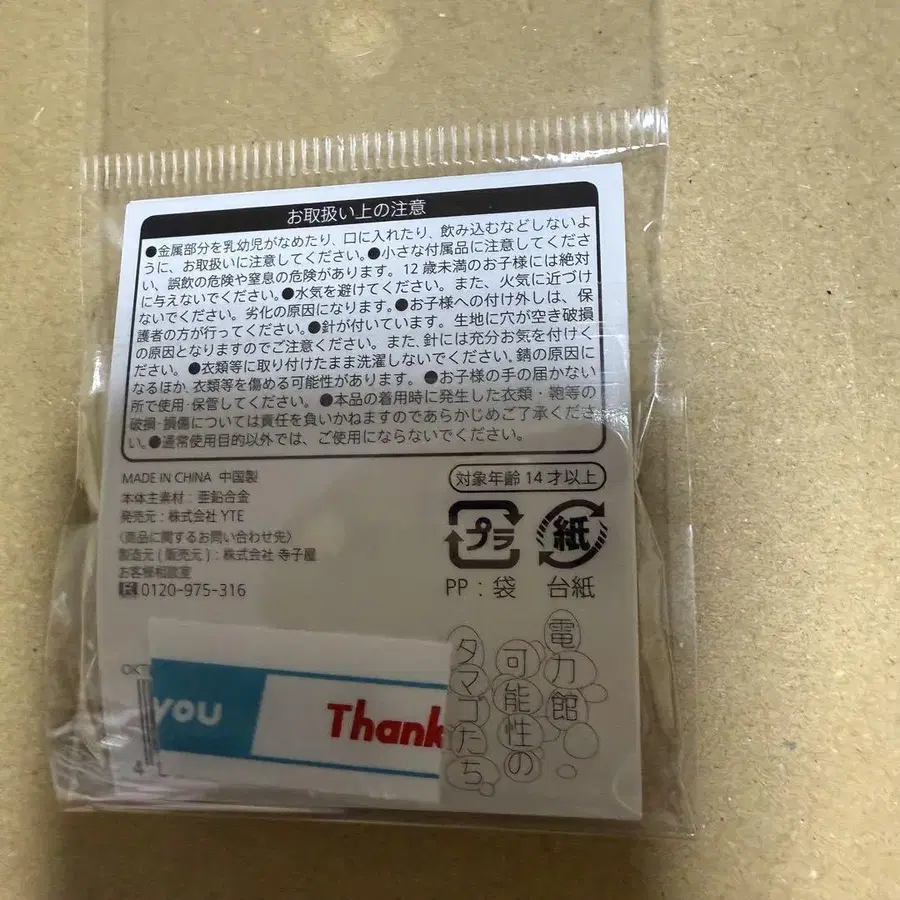 お取扱い上の注意
●金属部分を乳幼児がなめたり、口に入れたり、飲み込むなどしないよ
うに、お取扱いに注意してください。●小さな付属品に注意してくださ
い、誤飲の危険や窒息の危険があります。12歳未満のお子様には絶対
に与えないでください。●水気を避けてください。また、火気に近づけ
ないでください。劣化の原因になります。●お子様への付け外しは、保
護者の方が行ってください。●針が付いています。生地に穴が空き破損
の原因となりますのでご注意ください。また、針には充分お気を付けく
ださい。●衣類等に取り付けたまま洗濯しないでください。錆の原因に
なるほか、衣類等を傷める可能性があります。●お子様の手の届かない
所で使用・保管してください。●本品の着用時に発生した衣類・鞄等の
破損・損傷については責任を負いかねますのであらかじめご了承くださ
い。●通常使用目的以外では、ご使用にならないでください。
MADE IN CHINA 中国製
本体主素材：亜鉛合金
発売元：株式会社 YTE
〈商品に関するお問い合わせ先〉
製造元(販売元)：株式会社 寺子屋
お客様相談室
0120-975-316
対象年齢 14 才以上
プラ
紙
PP：袋
台紙
電力館
可能性の
タマゴたち
you
Thank